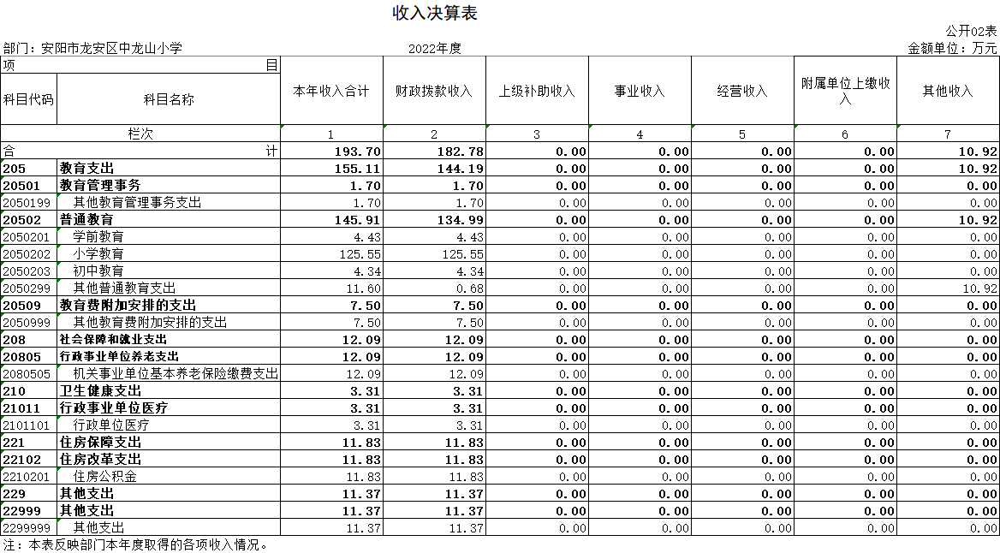 收入决算表
公开02表
部门：安阳市龙安区中龙山小学 2022年度 金额单位：万元
项 目 本年收入合计 财政拨款收入 上级补助收入 事业收入 经营收入 附属单位上缴收入 其他收入
科目代码 科目名称
栏次 1 2 3 4 5 6 7
合 计 193.70 182.78 0.00 0.00 0.00 0.00 10.92
205 教育支出 155.11 144.19 0.00 0.00 0.00 0.00 10.92
20501 教育管理事务 1.70 1.70 0.00 0.00 0.00 0.00 0.00
2050199 其他教育管理事务支出 1.70 1.70 0.00 0.00 0.00 0.00 0.00
20502 普通教育 145.91 134.99 0.00 0.00 0.00 0.00 10.92
2050201 学前教育 4.43 4.43 0.00 0.00 0.00 0.00 0.00
2050202 小学教育 125.55 125.55 0.00 0.00 0.00 0.00 0.00
2050203 初中教育 4.34 4.34 0.00 0.00 0.00 0.00 0.00
2050299 其他普通教育支出 11.60 0.68 0.00 0.00 0.00 0.00 10.92
20509 教育费附加安排的支出 7.50 7.50 0.00 0.00 0.00 0.00 0.00
2050999 其他教育费附加安排的支出 7.50 7.50 0.00 0.00 0.00 0.00 0.00
208 社会保障和就业支出 12.09 12.09 0.00 0.00 0.00 0.00 0.00
20805 行政事业单位养老支出 12.09 12.09 0.00 0.00 0.00 0.00 0.00
2080505 机关事业单位基本养老保险缴费支出 12.09 12.09 0.00 0.00 0.00 0.00 0.00
210 卫生健康支出 3.31 3.31 0.00 0.00 0.00 0.00 0.00
21011 行政事业单位医疗 3.31 3.31 0.00 0.00 0.00 0.00 0.00
2101101 行政单位医疗 3.31 3.31 0.00 0.00 0.00 0.00 0.00
221 住房保障支出 11.83 11.83 0.00 0.00 0.00 0.00 0.00
22102 住房改革支出 11.83 11.83 0.00 0.00 0.00 0.00 0.00
2210201 住房公积金 11.83 11.83 0.00 0.00 0.00 0.00 0.00
229 其他支出 11.37 11.37 0.00 0.00 0.00 0.00 0.00
22999 其他支出 11.37 11.37 0.00 0.00 0.00 0.00 0.00
2299999 其他支出 11.37 11.37 0.00 0.00 0.00 0.00 0.00
注：本表反映部门本年度取得的各项收入情况。